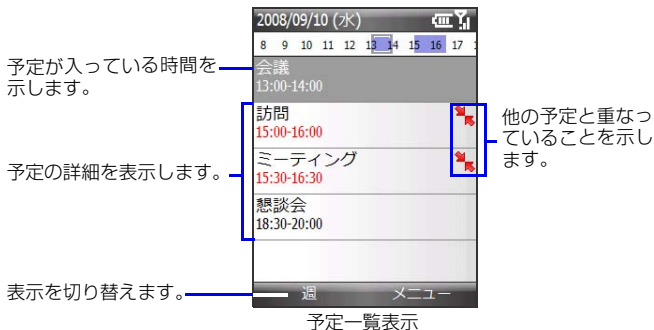 2008/09/10 (水)
8 9 10 11 12 13 14 15 16 17
予定が入っている時間を
示します。
会議
13:00-14:00
訪問
15:00-16:00
他の予定と重なっ
ていることを示し
ます。
予定の詳細を表示します。
ミーティング
15:30-16:30
懇談会
18:30-20:00
表示を切り替えます。
週 メニュー
予定一覧表示